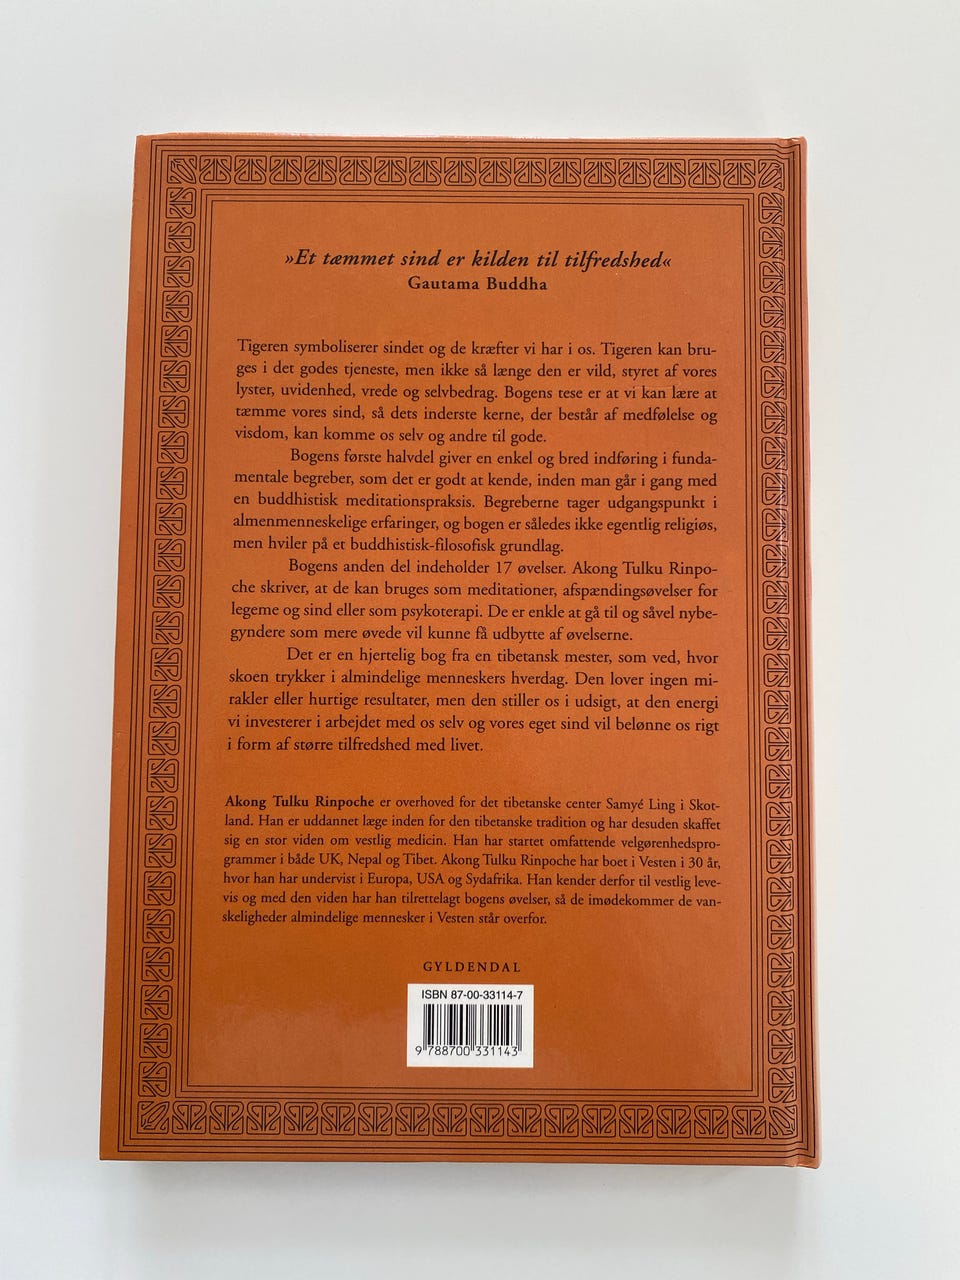 »Et tæmmet sind er kilden til tilfredshed«
Gautama Buddha
Tigeren symboliserer sindet og de kræfter vi har i os. Tigeren kan bru-
ges i det godes tjeneste, men ikke så længe den er vild, styret af vores
lyster, uvidenhed, vrede og selvbedrag. Bogens tese er at vi kan lære at
tæmme vores sind, så dets inderste kerne, der består af medfølelse og
visdom, kan komme os selv og andre til gode.
Bogens første halvdel giver en enkel og bred indføring i funda-
mentale begreber, som det er godt at kende, inden man går i gang med
en buddhistisk meditationspraksis. Begreberne tager udgangspunkt i
almenmenneskelige erfaringer, og bogen er således ikke egentlig religiøs,
men hviler på et buddhistisk-filosofisk grundlag.
Bogens anden del indeholder 17 øvelser. Akong Tulku Rinpo-
che skriver, at de kan bruges som meditationer, afspændingsøvelser for
legeme og sind eller som psykoterapi. De er enkle at gå til og såvel nybe-
gyndere som mere øvede vil kunne få udbytte af øvelserne.
Det er en hjertelig bog fra en tibetansk mester, som ved, hvor
skoen trykker i almindelige menneskers hverdag. Den lover ingen mi-
rakler eller hurtige resultater, men den stiller os i udsigt, at den energi
vi investerer i arbejdet med os selv og vores eget sind vil belønne os rigt
i form af større tilfredshed med livet.
Akong Tulku Rinpoche er overhoved for det tibetanske center Samyé Ling i Skot-
land. Han er uddannet læge inden for den tibetanske tradition og har desuden skaffet
sig en stor viden om vestlig medicin. Han har startet omfattende velgørenhedspro-
grammer i både UK, Nepal og Tibet. Akong Tulku Rinpoche har boet i Vesten i 30 år,
hvor han har undervist i Europa, USA og Sydafrika. Han kender derfor til vestlig leve-
vis og med den viden har han tilrettelagt bogens øvelser, så de imødekommer de van-
skeligheder almindelige mennesker i Vesten står overfor.
GYLDENDAL
ISBN 87-00-33114-7
9 788700 331143